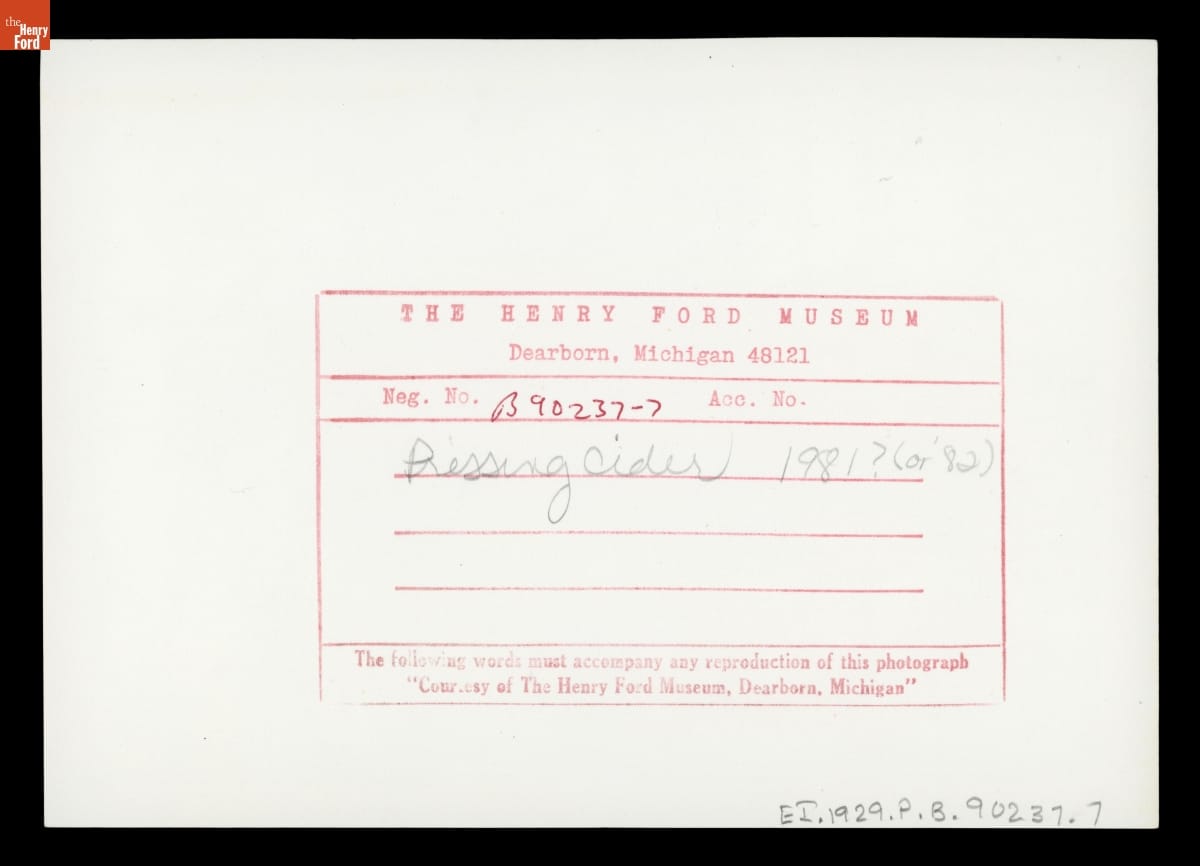 the
Henry
Ford
THE HENRY FORD MUSEUM
Dearborn, Michigan 48121
Neg. No. B90237-7 Acc. No.
Pressing Cider 1981? (or '82)
The following words must accompany any reproduction of this photograph
"Courtesy of The Henry Ford Museum, Dearborn, Michigan"
EI.1929.P.B.90237.7